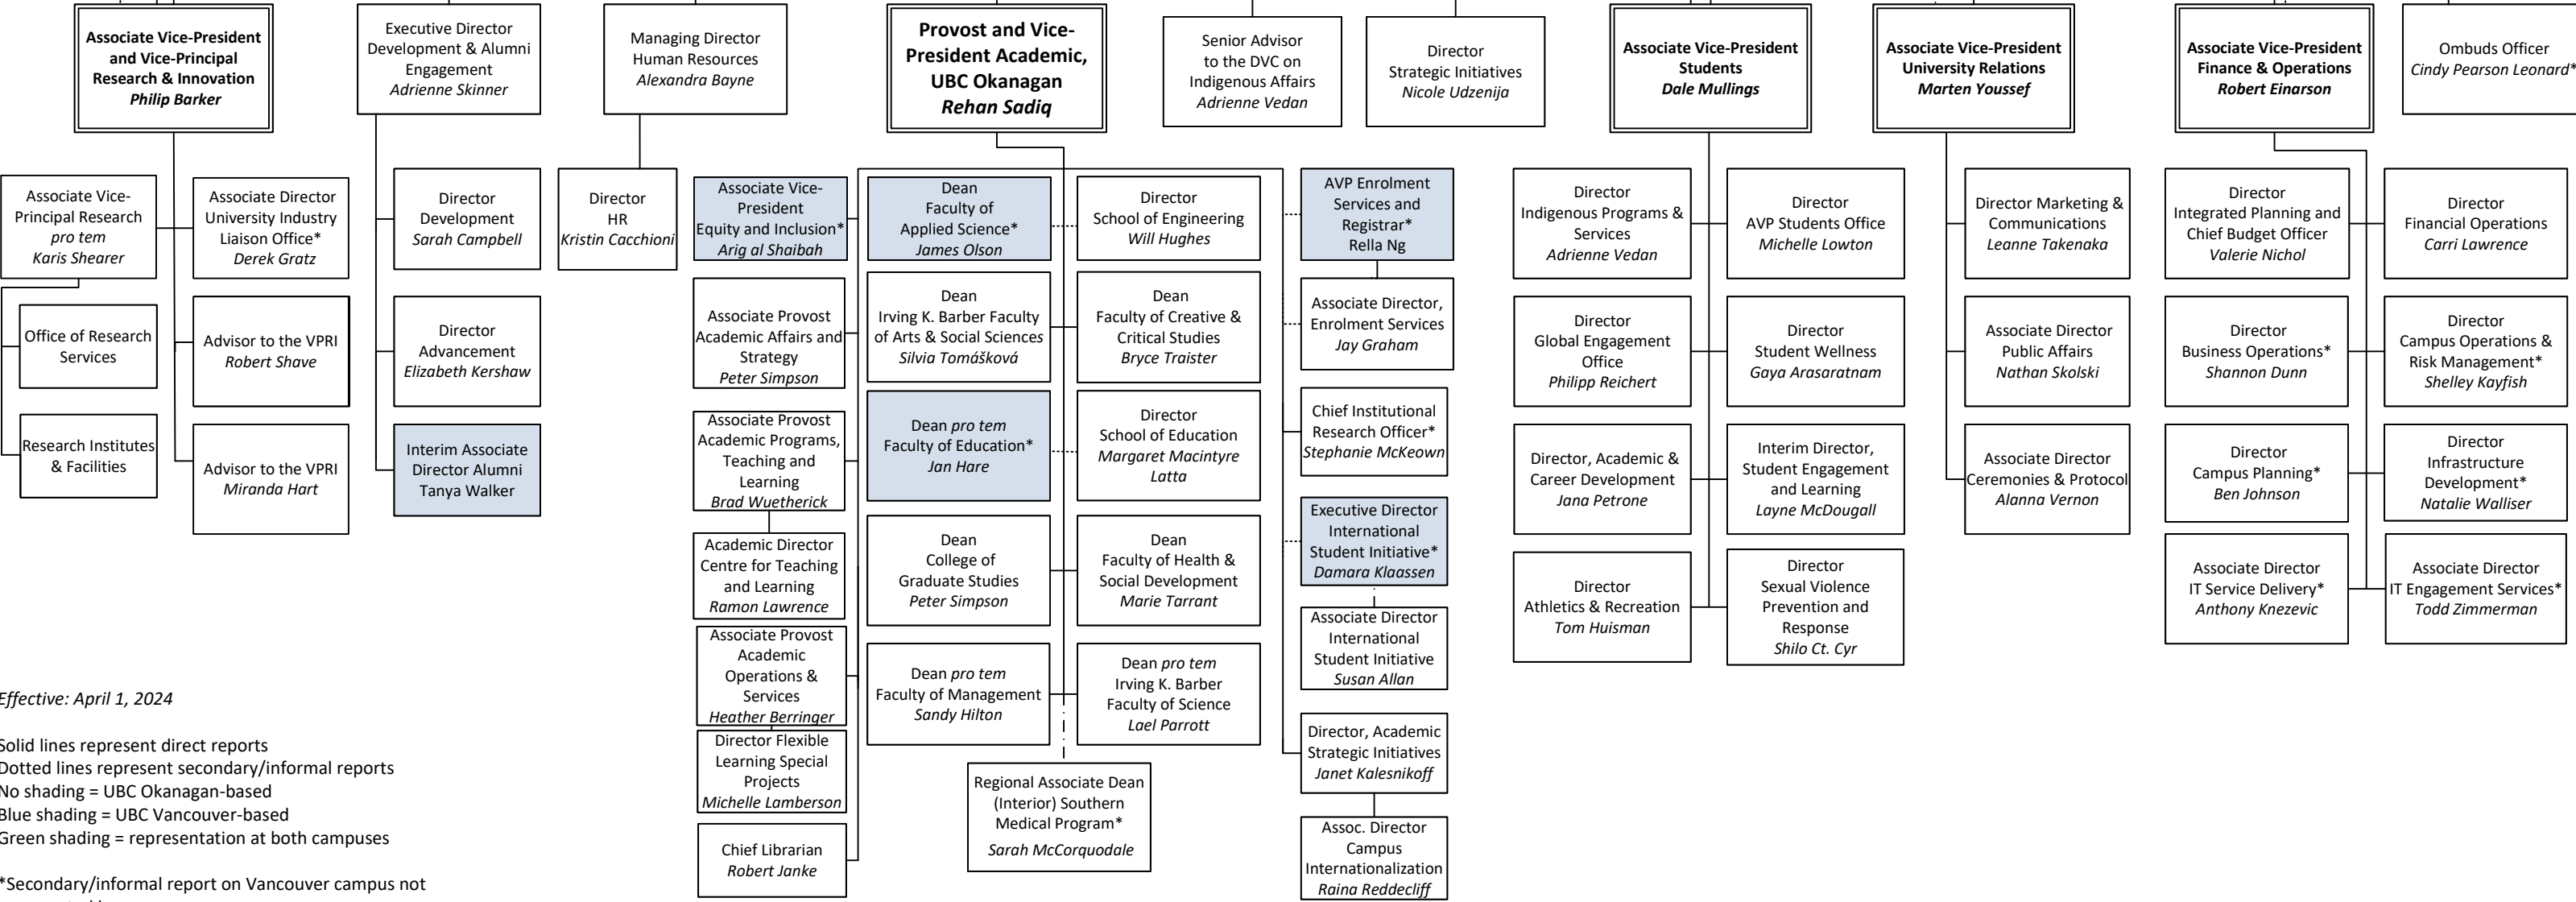 Associate Vice-President
and Vice-Principal
Research & Innovation
Philip Barker
Executive Director
Development & Alumni
Engagement
Adrienne Skinner
Managing Director
Human Resources
Alexandra Bayne
Provost and Vice-
President Academic,
UBC Okanagan
Rehan Sadiq
Senior Advisor
to the DVC on
Indigenous Affairs
Adrienne Vedan
Director
Strategic Initiatives
Nicole Udzenija
Associate Vice-President
Students
Dale Mullings
Associate Vice-President
University Relations
Marten Youssef
Associate Vice-President
Finance & Operations
Robert Einarson
Ombuds Officer
Cindy Pearson Leonard*
Associate Vice-
Principal Research
pro tem
Karis Shearer
Office of Research
Services
Research Institutes
& Facilities
Associate Director
University Industry
Liaison Office*
Derek Gratz
Advisor to the VPRI
Robert Shave
Advisor to the VPRI
Miranda Hart
Director
Development
Sarah Campbell
Director
Advancement
Elizabeth Kershaw
Interim Associate
Director Alumni
Tanya Walker
Director
HR
Kristin Cacchioni
Associate Vice-
President
Equity and Inclusion*
Arig al Shaibah
Associate Provost
Academic Affairs and
Strategy
Peter Simpson
Associate Provost
Academic Programs,
Teaching and
Learning
Brad Wuetherick
Academic Director
Centre for Teaching
and Learning
Ramon Lawrence
Associate Provost
Academic
Operations &
Services
Heather Berringer
Director Flexible
Learning Special
Projects
Michelle Lamberson
Chief Librarian
Robert Janke
Dean
Faculty of
Applied Science*
James Olson
Dean
Irving K. Barber Faculty
of Arts & Social Sciences
Silvia Tomášková
Dean pro tem
Faculty of Education*
Jan Hare
Dean
College of
Graduate Studies
Peter Simpson
Dean pro tem
Faculty of Management
Sandy Hilton
Director
School of Engineering
Will Hughes
Dean
Faculty of Creative &
Critical Studies
Bryce Traister
Director
School of Education
Margaret Macintyre
Latta
Dean
Faculty of Health &
Social Development
Marie Tarrant
Dean pro tem
Irving K. Barber
Faculty of Science
Lael Parrott
Regional Associate Dean
(Interior) Southern
Medical Program*
Sarah McCorquodale
AVP Enrolment
Services and
Registrar*
Rella Ng
Associate Director,
Enrolment Services
Jay Graham
Chief Institutional
Research Officer*
Stephanie McKeown
Executive Director
International
Student Initiative*
Damara Klaassen
Associate Director
International
Student Initiative
Susan Allan
Director, Academic
Strategic Initiatives
Janet Kalesnikoff
Assoc. Director
Campus
Internationalization
Raina Reddecliff
Director
Indigenous Programs &
Services
Adrienne Vedan
Director
Global Engagement
Office
Philipp Reichert
Director, Academic &
Career Development
Jana Petrone
Director
Athletics & Recreation
Tom Huisman
Director
AVP Students Office
Michelle Lowton
Director
Student Wellness
Gaya Arasaratnam
Interim Director,
Student Engagement
and Learning
Layne McDougall
Director
Sexual Violence
Prevention and
Response
Shilo Ct. Cyr
Director Marketing &
Communications
Leanne Takenaka
Associate Director
Public Affairs
Nathan Skolski
Associate Director
Ceremonies & Protocol
Alanna Vernon
Director
Integrated Planning and
Chief Budget Officer
Valerie Nichol
Director
Business Operations*
Shannon Dunn
Director
Campus Planning*
Ben Johnson
Associate Director
IT Service Delivery*
Anthony Knezevic
Director
Financial Operations
Carri Lawrence
Director
Campus Operations &
Risk Management*
Shelley Kayfish
Director
Infrastructure
Development*
Natalie Walliser
Associate Director
IT Engagement Services*
Todd Zimmerman
Effective: April 1, 2024
Solid lines represent direct reports
Dotted lines represent secondary/informal reports
No shading = UBC Okanagan-based
Blue shading = UBC Vancouver-based
Green shading = representation at both campuses
*Secondary/informal report on Vancouver campus not